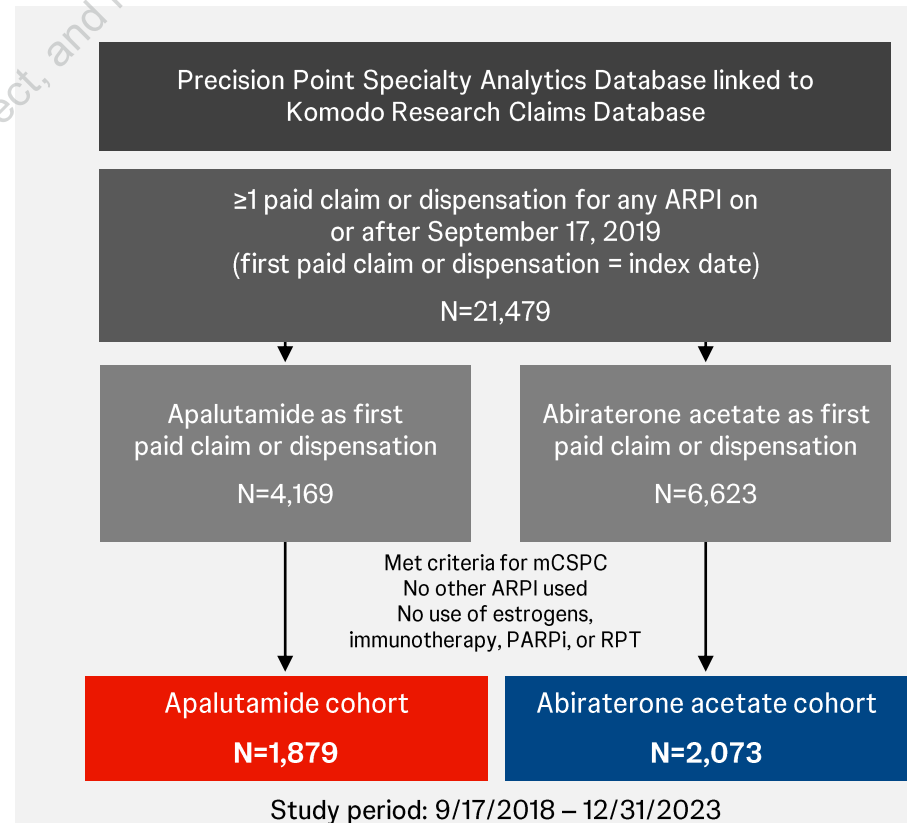 ect, and
Precision Point Specialty Analytics Database linked to
Komodo Research Claims Database
≥1 paid claim or dispensation for any ARPI on
or after September 17, 2019
(first paid claim or dispensation = index date)
N=21,479
Apalutamide as first
paid claim or dispensation
N=4,169
Abiraterone acetate as first
paid claim or dispensation
N=6,623
Met criteria for mCSPC
No other ARPI used
No use of estrogens,
immunotherapy, PARPi, or RPT
Apalutamide cohort
N=1,879
Abiraterone acetate cohort
N=2,073
Study period: 9/17/2018 – 12/31/2023